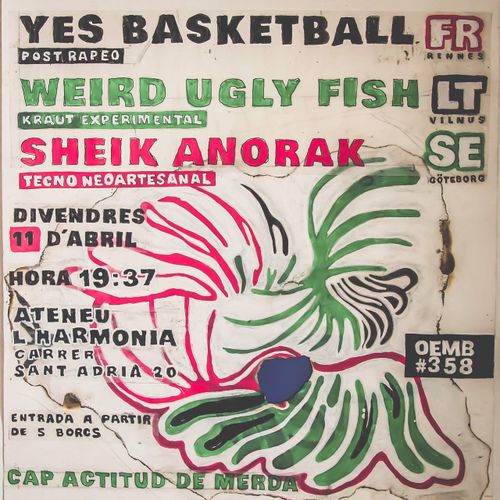 YES BASKETBALL FR
POST RAPEO RENNES
WEIRD UGLY FISH LT
KRAUT EXPERIMENTAL VILNUS
SHEIK ANORAK SE
TECNO NEOARTESANAL GÖTEBORG
DIVENDRES
11 D'ABRIL
HORA 19:37
ATENEU
L'HARMONIA
CARRER
SANT ADRIÀ 20
OEMB
#358
ENTRADA A PARTIR
DE 5 BORCS
CAP ACTITUD DE MERDA